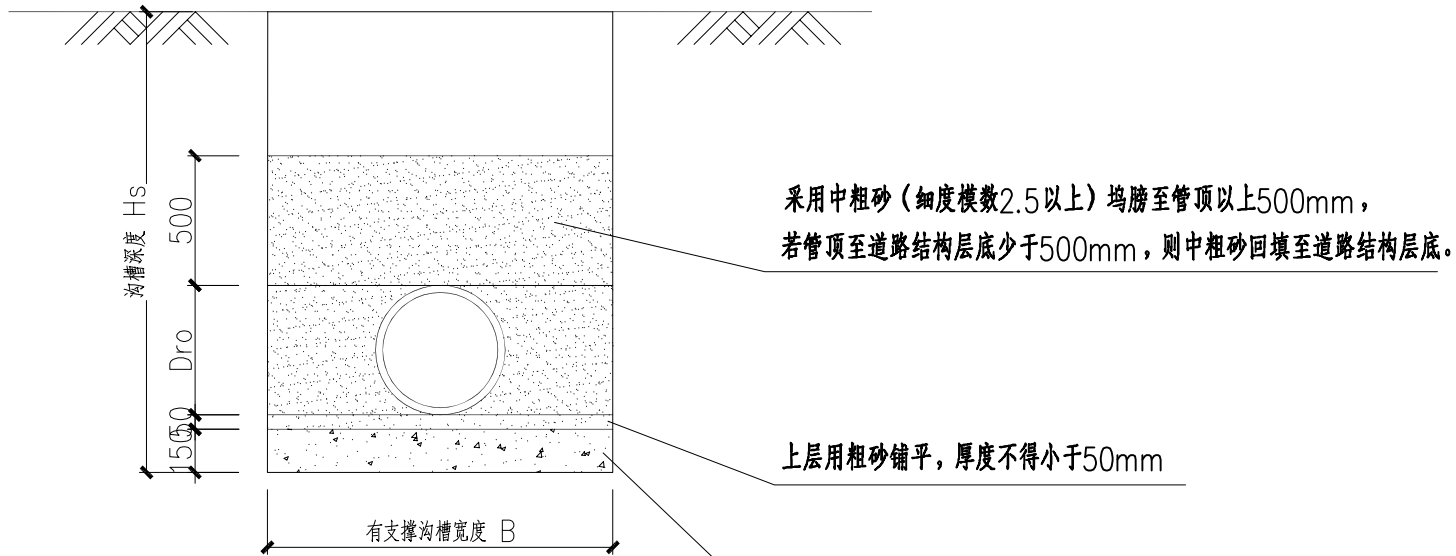 采用中粗砂（细度模数2.5以上）坞膀至管顶以上500mm，
若管顶至道路结构层底少于500mm，则中粗砂回填至道路结构层底。
沟槽深度 Hs
500
Dro
50
150
上层用粗砂铺平，厚度不得小于50mm
有支撑沟槽宽度 B